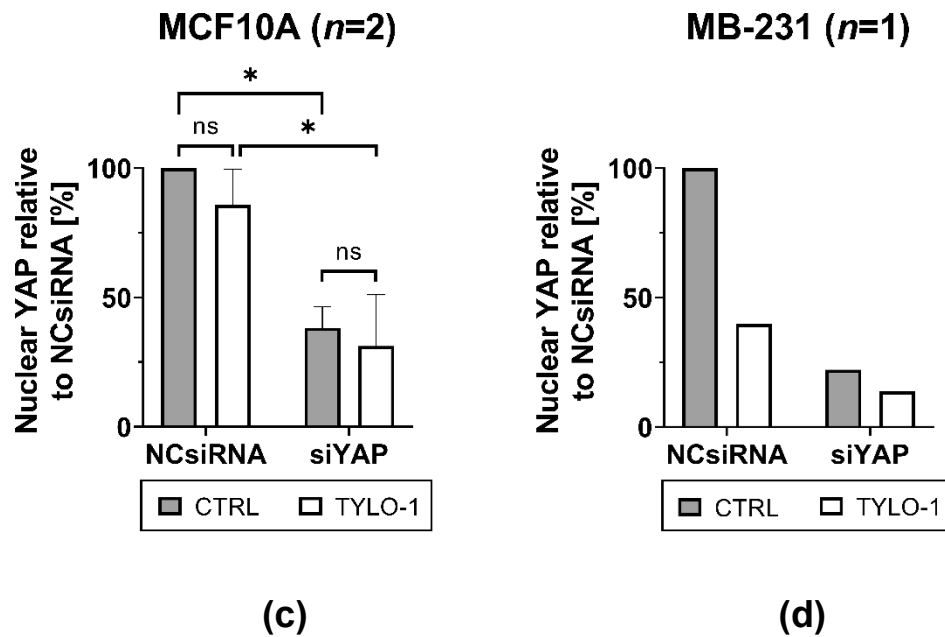 MCF10A (n=2)
*
ns
*
ns
Nuclear YAP relative
to NCsiRNA [%]
100
50
0
NCsiRNA siYAP
CTRL TYLO-1
(c)
MB-231 (n=1)
Nuclear YAP relative
to NCsiRNA [%]
100
50
0
NCsiRNA siYAP
CTRL TYLO-1
(d)